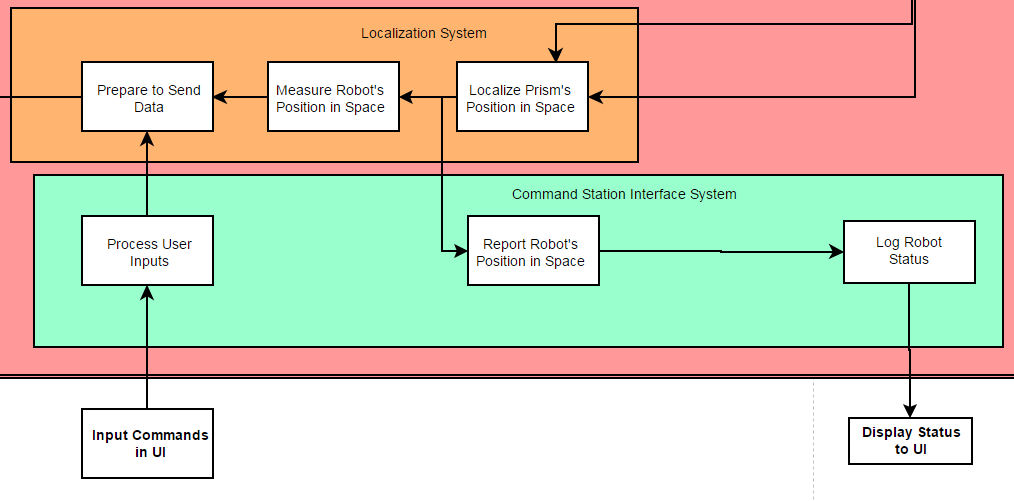 Localization System
Prepare to Send
Data
Measure Robot's
Position in Space
Localize Prism's
Position in Space
Command Station Interface System
Process User
Inputs
Report Robot's
Position in Space
Log Robot
Status
Input Commands
in UI
Display Status
to UI